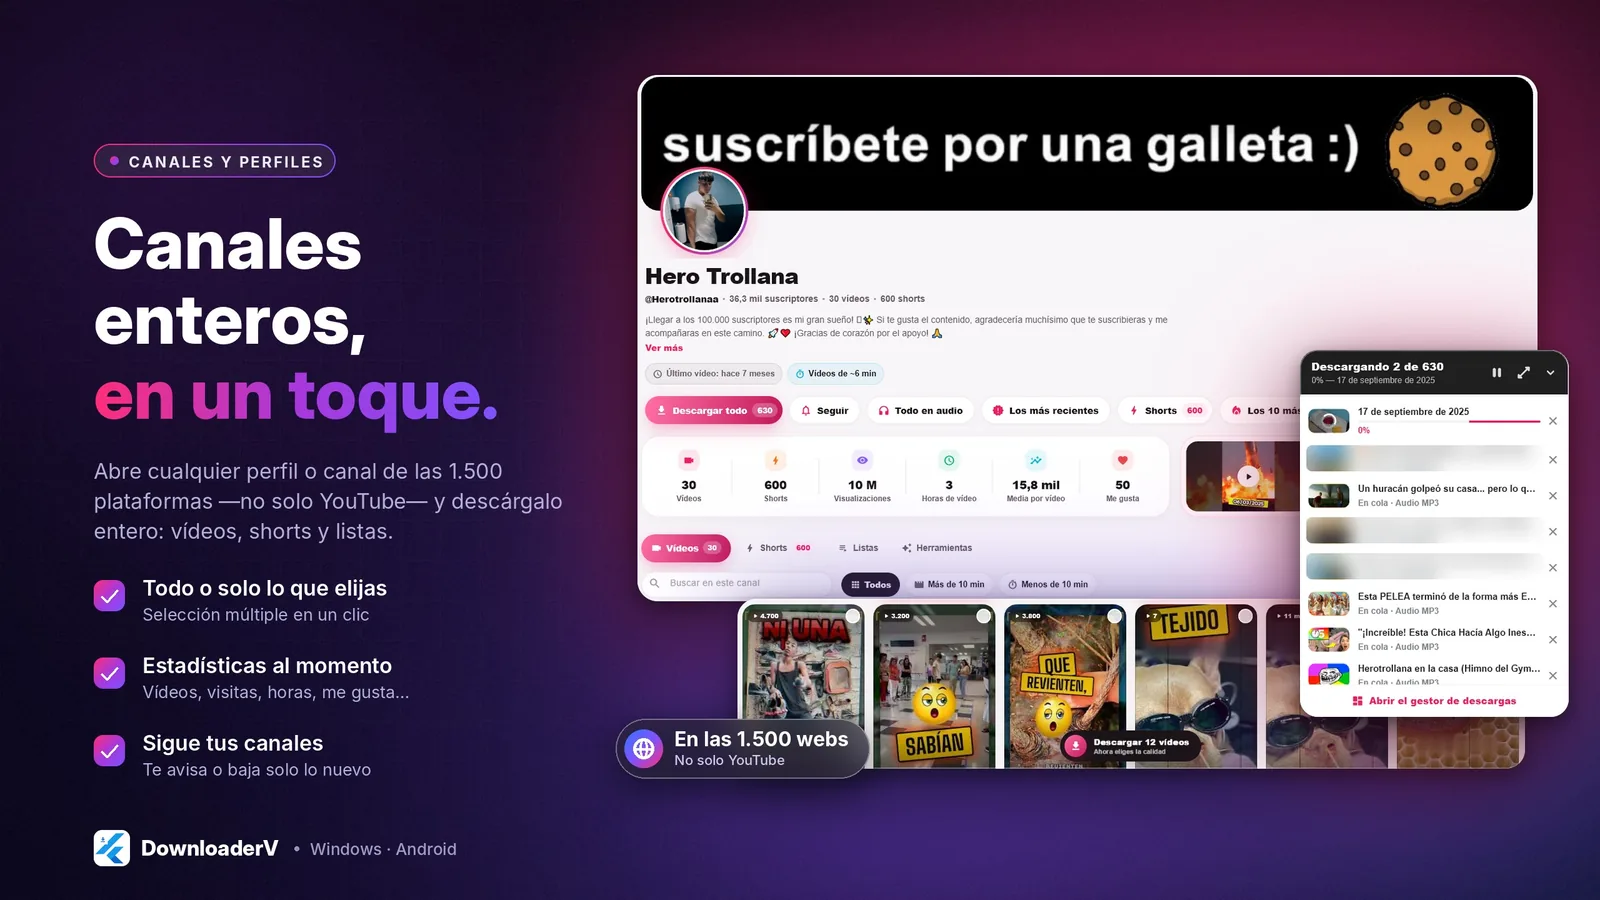 CANALES Y PERFILES
Canales
enteros,
en un toque.
Abre cualquier perfil o canal de las 1.500
plataformas —no solo YouTube— y descárgalo
entero: vídeos, shorts y listas.
Todo o solo lo que elijas
Selección múltiple en un clic
Estadísticas al momento
Vídeos, visitas, horas, me gusta...
Sigue tus canales
Te avisa o baja solo lo nuevo
DownloaderV • Windows · Android
suscríbete por una galleta :)
Hero Trollana
@Herotrollanaa · 36,3 mil suscriptores · 30 vídeos · 600 shorts
¡Llegar a los 100.000 suscriptores es mi gran sueño! Si te gusta el contenido, agradecería muchísimo que te suscribieras y me
acompañaras en este camino. 🚀❤️ ¡Gracias de corazón por el apoyo! 🙏
Ver más
Último vídeo: hace 7 meses
Vídeos de ~6 min
Descargar todo 630
Seguir
Todo en audio
Los más recientes
Shorts 600
Los 10 más
30
Vídeos
600
Shorts
10 M
Visualizaciones
3
Horas de vídeo
15,8 mil
Media por vídeo
50
Me gusta
Vídeos 30
Shorts 600
Listas
Herramientas
Buscar en este canal
Todos
Más de 10 min
Menos de 10 min
4.700
NI UNA
3.200
SABÍAN
3.800
QUE
REVIENTEN,
7
TEJIDO
11 m
Descargar 12 vídeos
Ahora eliges la calidad
En las 1.500 webs
No solo YouTube
Descargando 2 de 630
0% — 17 de septiembre de 2025
17 de septiembre de 2025
0%
Un huracán golpeó su casa... pero lo q...
En cola · Audio MP3
Esta PELEA terminó de la forma más E...
En cola · Audio MP3
"¡Increíble! Esta Chica Hacía Algo Ines...
En cola · Audio MP3
Herotrollana en la casa (Himno del Gym...
En cola · Audio MP3
Abrir el gestor de descargas